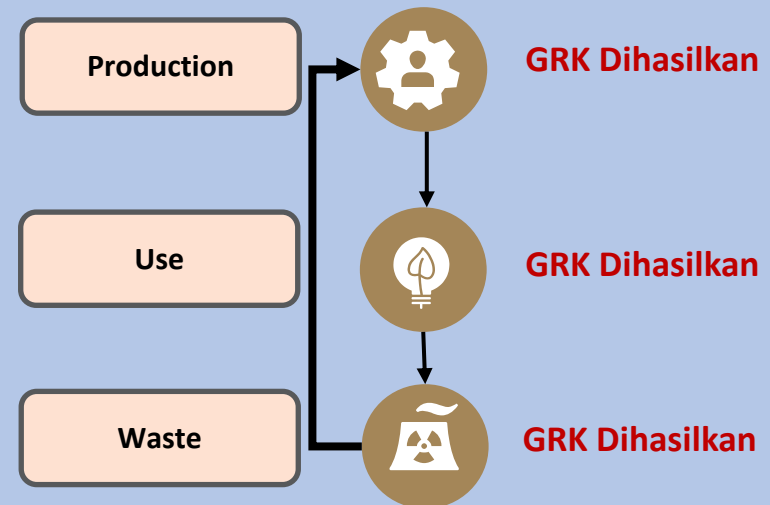 Production
GRK Dihasilkan
Use
GRK Dihasilkan
Waste
GRK Dihasilkan